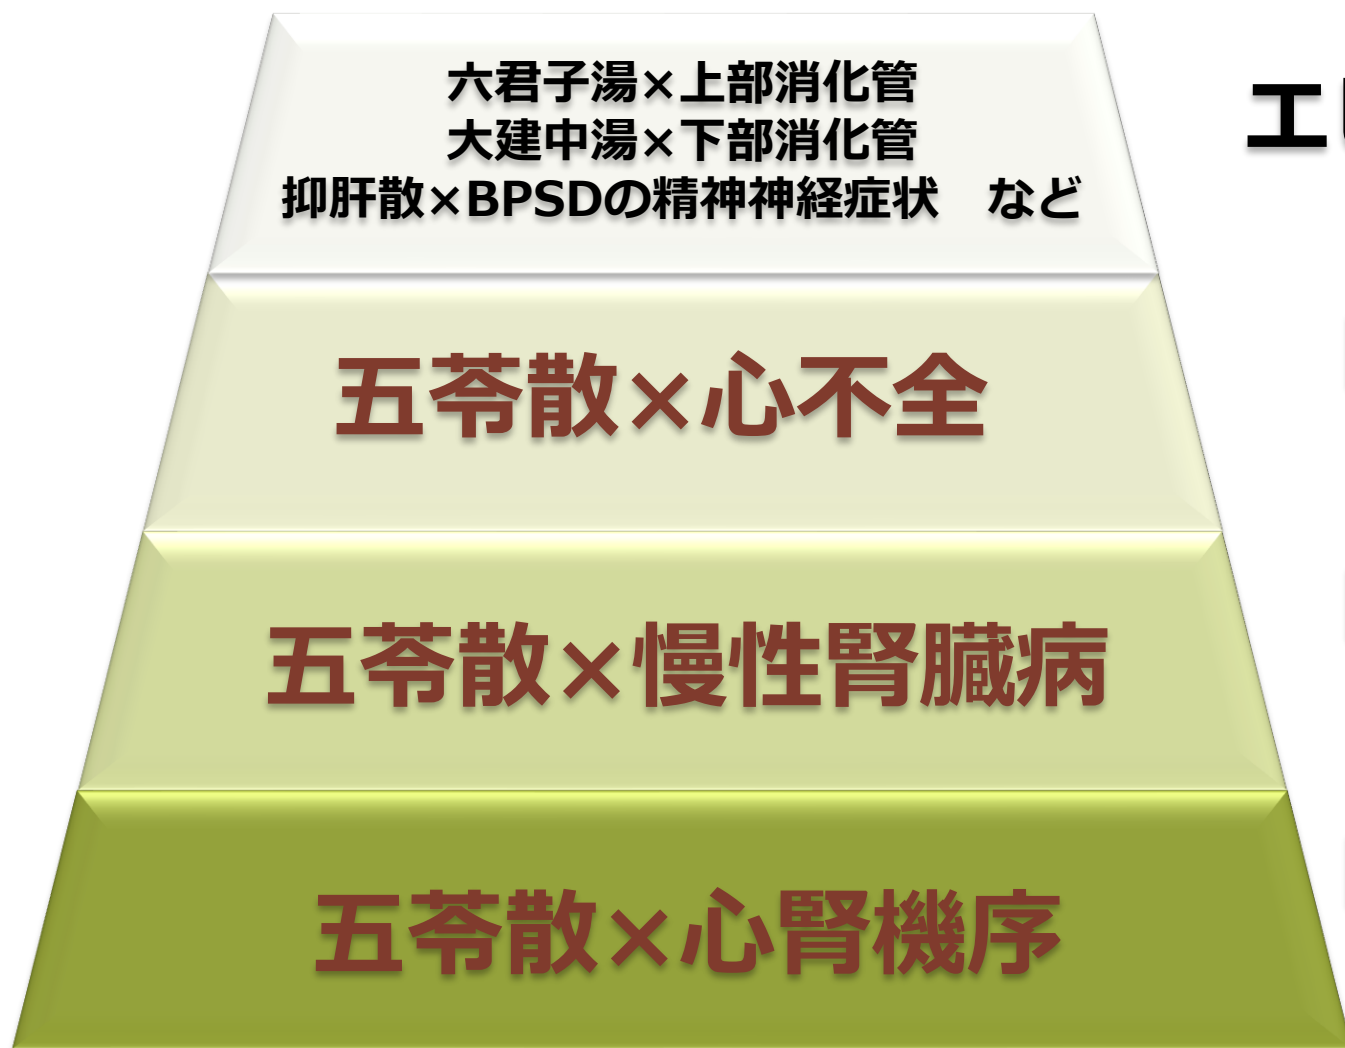 六君子湯×上部消化管
大建中湯×下部消化管
抑肝散×BPSDの精神神経症状　など
五苓散×心不全
五苓散×慢性腎臓病
五苓散×心腎機序
エ